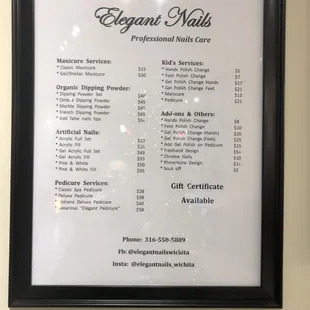 Elegant Nails
Professional Nails Care
Manicure Services:
* Classic Manicure $15
* Gel/Shellac Manicure $30
Organic Dipping Powder:
* Dipping Powder Set
* Ombré Dipping Powder
* Marble Dipping Powder
* French Dipping Powder
* Add false nails tips
Artificial Nails:
* Acrylic Full Set
* Acrylic Fill
* Gel Acrylic Full Set
* Gel Acrylic Fill
* Pink & White
* Pink & White Fill
Pedicure Services:
* Classic Spa Pedicure $28
* Deluxe Pedicure $38
* Volcano Deluxe Pedicure
* Luxurious "Elegant Pedicure"
Kid's Services:
* Hands Polish Change $5
* Feet Polish Change $7
* Gel Polish Change Hands $17
* Gel Polish Change Feet $21
* Manicure $13
* Pedicure $21
Add-ons & Others:
* Hands Polish Change $8
* Feet Polish Change $10
* Gel Polish Change (Hands) $20
* Gel Polish Change (Feet) $25
* Add Gel Polish on Pedicure $15
* Freehand Design
* Chrome Nails $10
* Rhinestone Design
* Soak off $5
Gift Certificate
Available
Phone: 316-558-5889
Fb: @elegantnailswichita
Insta: @elegantnails_wichita